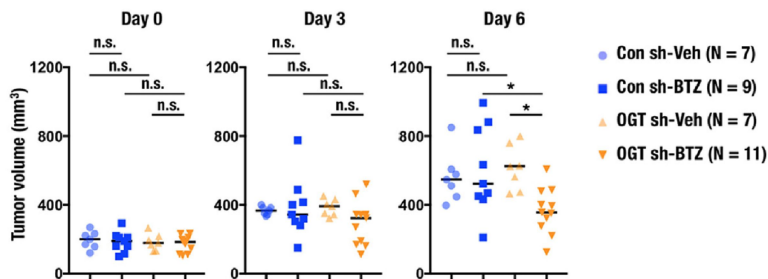 Day 0
Day 3
Day 6
n.s.
n.s.
n.s.
n.s.
n.s.
n.s.
n.s.
n.s.
n.s.
n.s.
*
*
Tumor volume (mm³)
1200
800
400
0
1200
800
400
0
1200
800
400
0
Con sh-Veh (N = 7)
Con sh-BTZ (N = 9)
OGT sh-Veh (N = 7)
OGT sh-BTZ (N = 11)